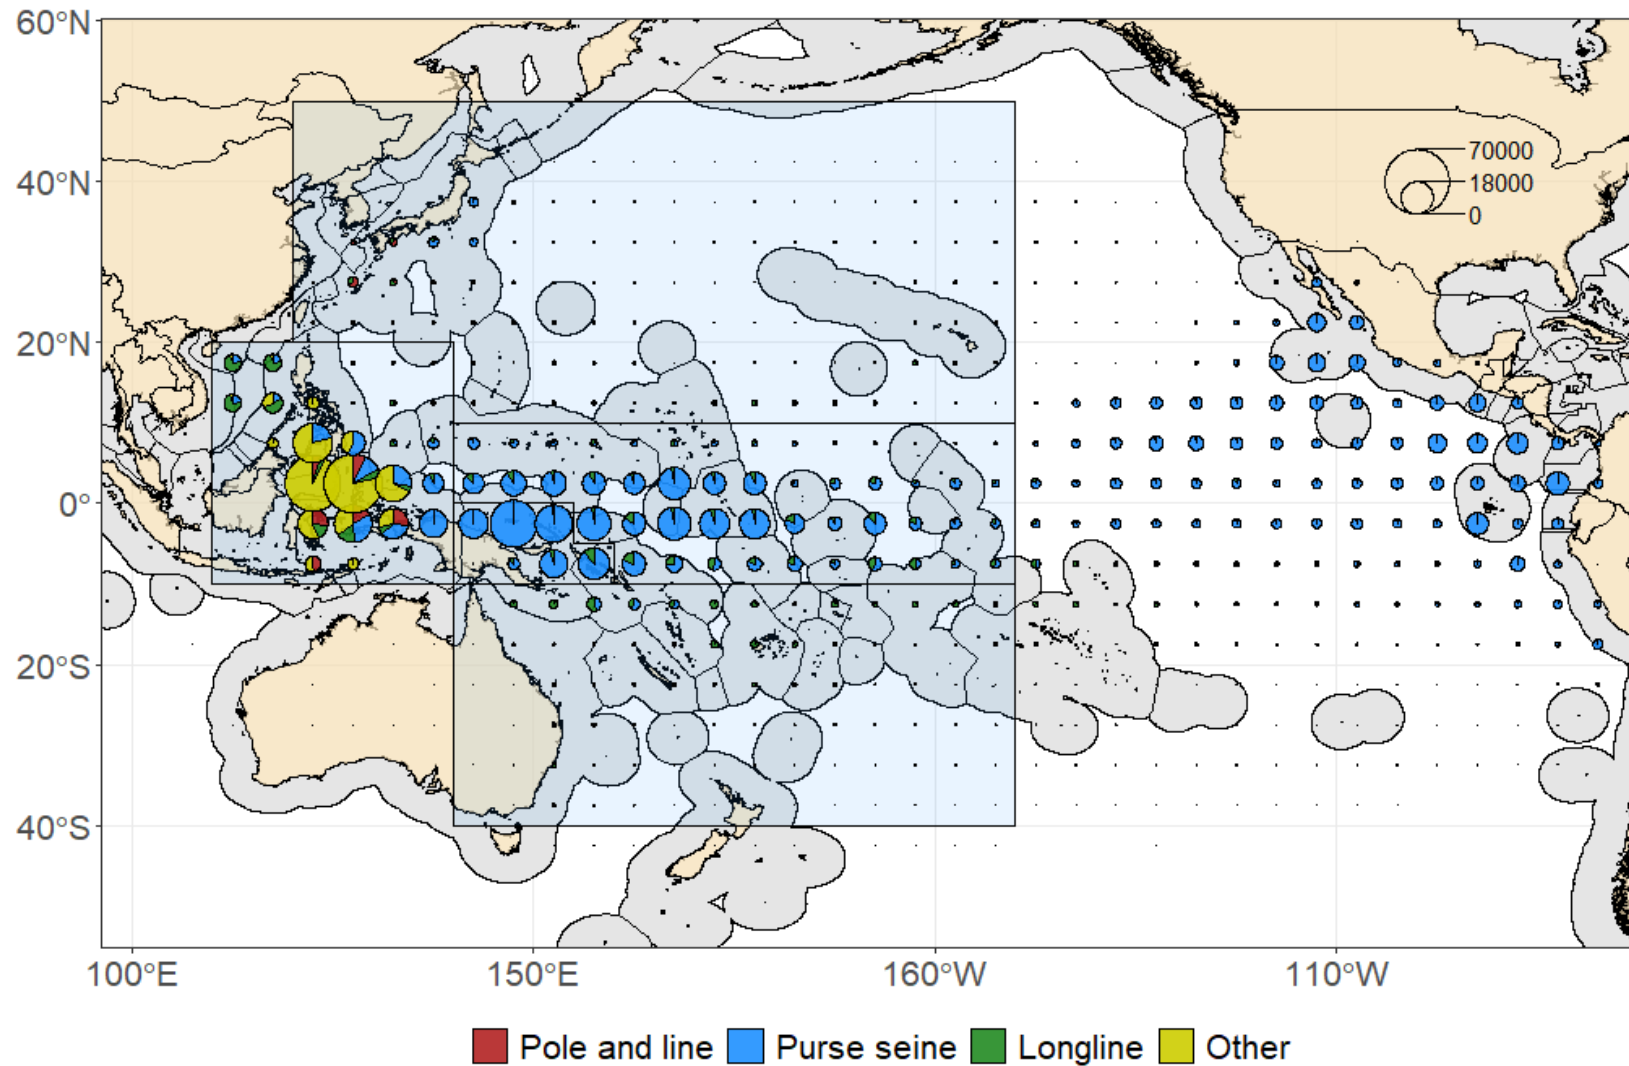 60°N
40°N
20°N
0°
20°S
40°S
70000
18000
0
100°E 150°E 160°W 110°W
Pole and line Purse seine Longline Other